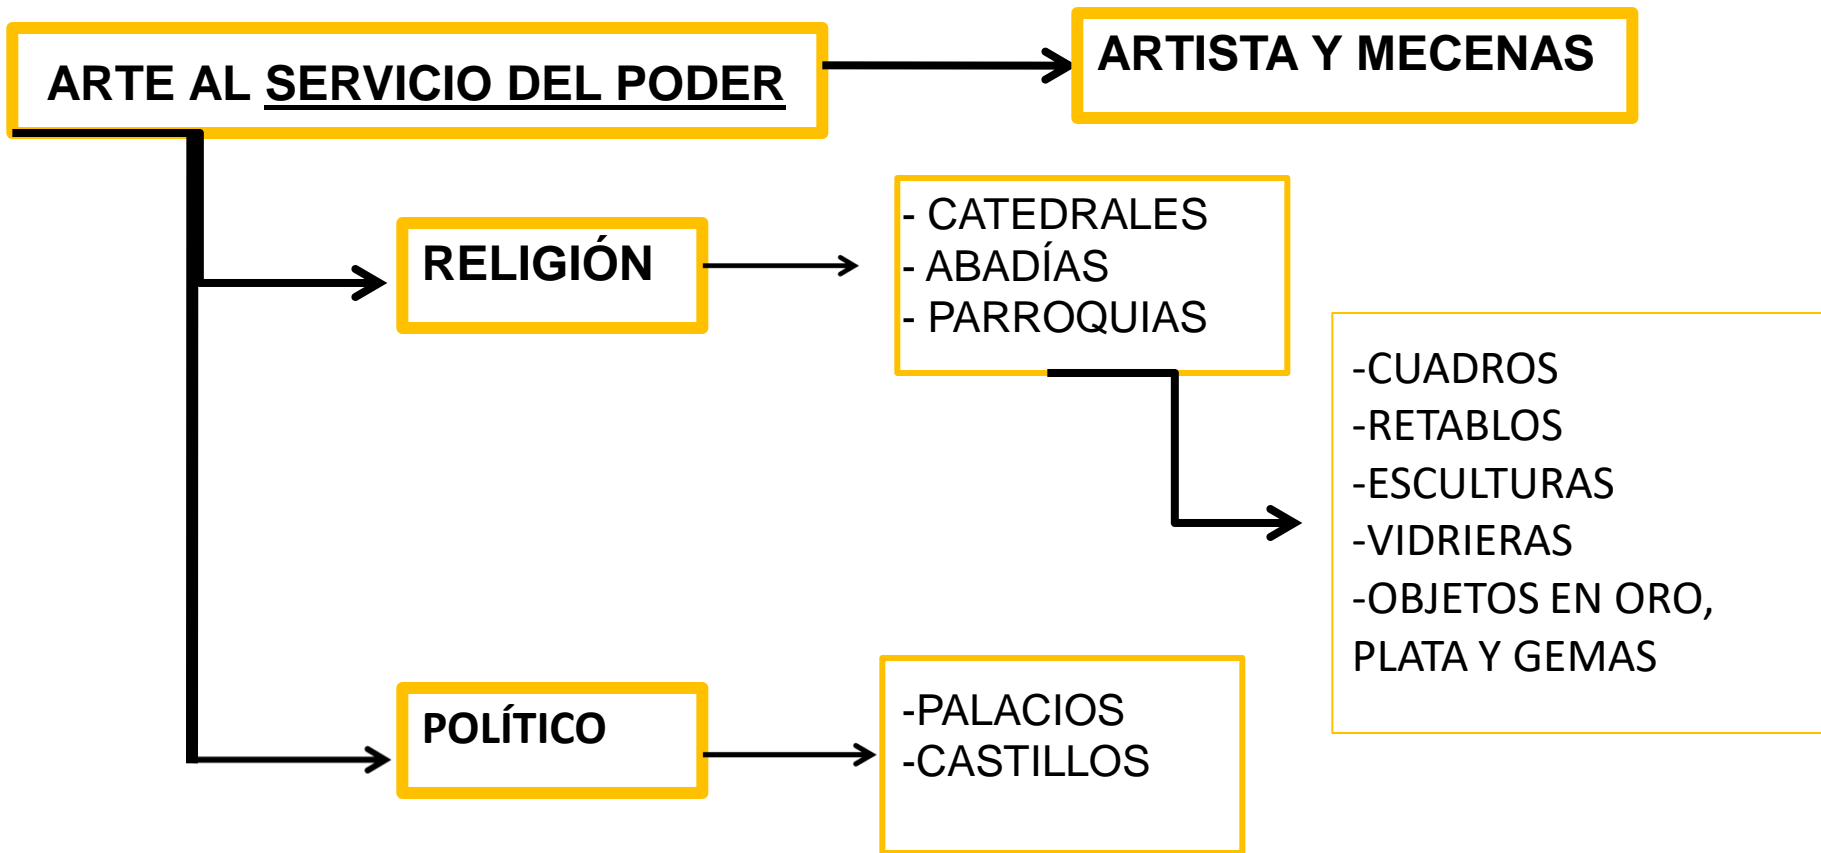 ARTE AL SERVICIO DEL PODER
ARTISTA Y MECENAS
RELIGIÓN
- CATEDRALES
- ABADÍAS
- PARROQUIAS
-CUADROS
-RETABLOS
-ESCULTURAS
-VIDRIERAS
-OBJETOS EN ORO,
PLATA Y GEMAS
POLÍTICO
-PALACIOS
-CASTILLOS